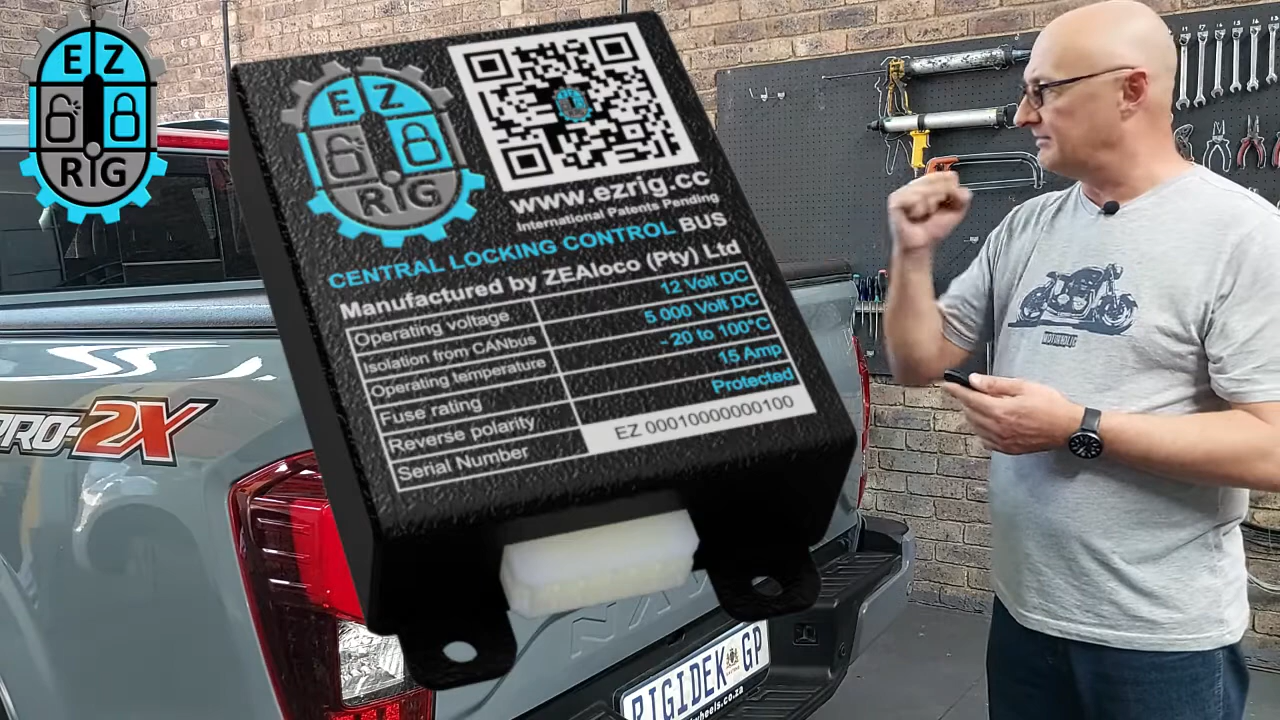 EZ
RIG
EZ
RIG
www.ezrig.cc
International Patents Pending
CENTRAL LOCKING CONTROL BUS
Manufactured by ZEAloco (Pty) Ltd
Operating voltage 12 Volt DC
Isolation from CANbus 5 000 Volt DC
Operating temperature - 20 to 100°C
Fuse rating 15 Amp
Reverse polarity Protected
Serial Number EZ 00010000000100
PRO-2X
MOTORHOLIC
RIGIDEK GP